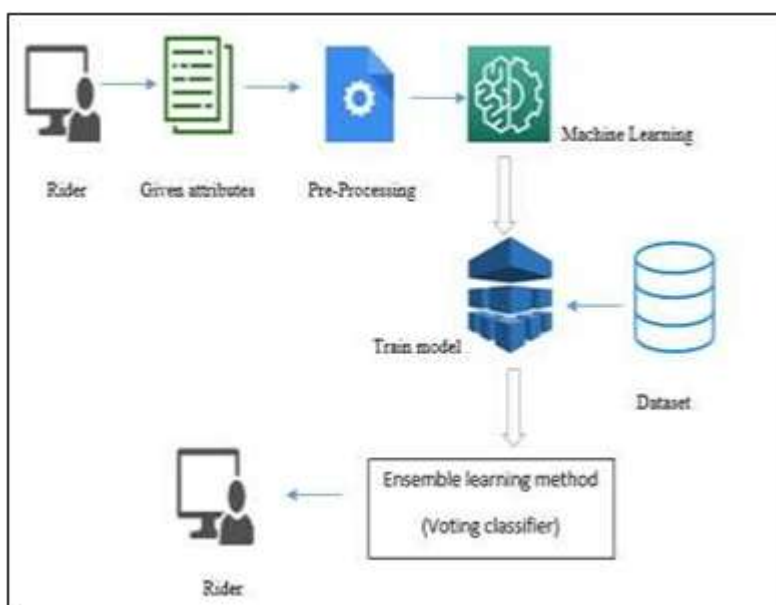 Machine Learning
Rider
Given attributes
Pre-Processing
Train model
Dataset
Ensemble learning method
(Voting classifier)
Rider